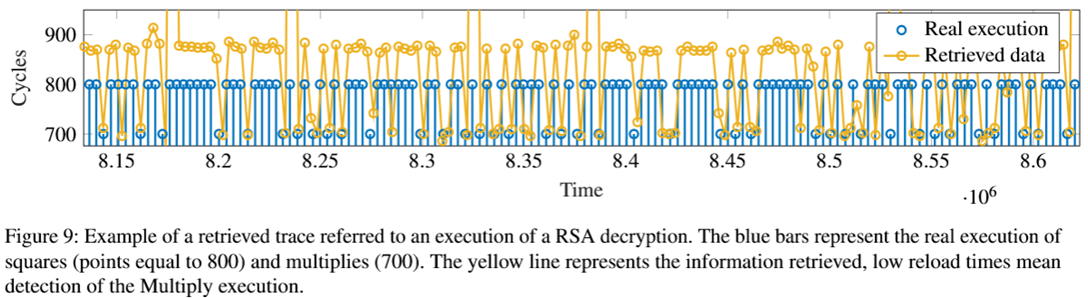 Cycles
900
800
700
Real execution
Retrieved data
8.15 8.2 8.25 8.3 8.35 8.4 8.45 8.5 8.55 8.6
Time
·10⁶
Figure 9: Example of a retrieved trace referred to an execution of a RSA decryption. The blue bars represent the real execution of
squares (points equal to 800) and multiplies (700). The yellow line represents the information retrieved, low reload times mean
detection of the Multiply execution.